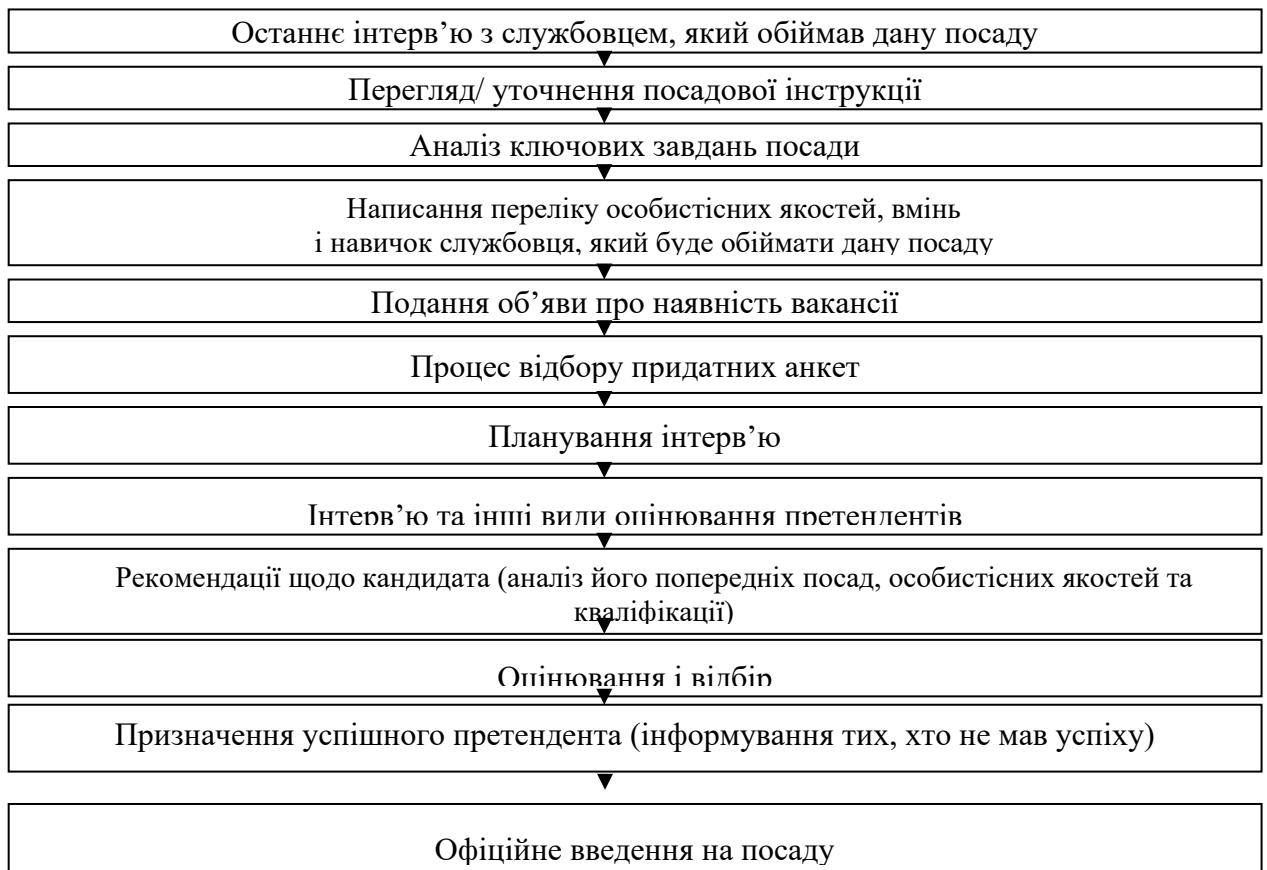 Останнє інтерв’ю з службовцем, який обіймав дану посаду
Перегляд/ уточнення посадової інструкції
Аналіз ключових завдань посади
Написання переліку особистісних якостей, вмінь
і навичок службовця, який буде обіймати дану посаду
Подання об’яви про наявність вакансії
Процес відбору придатних анкет
Планування інтерв’ю
Інтерв’ю та інші види оцінювання претендентів
Рекомендації щодо кандидата (аналіз його попередніх посад, особистісних якостей та
кваліфікації)
Оцінювання і відбір
Призначення успішного претендента (інформування тих, хто не мав успіху)
Офіційне введення на посаду